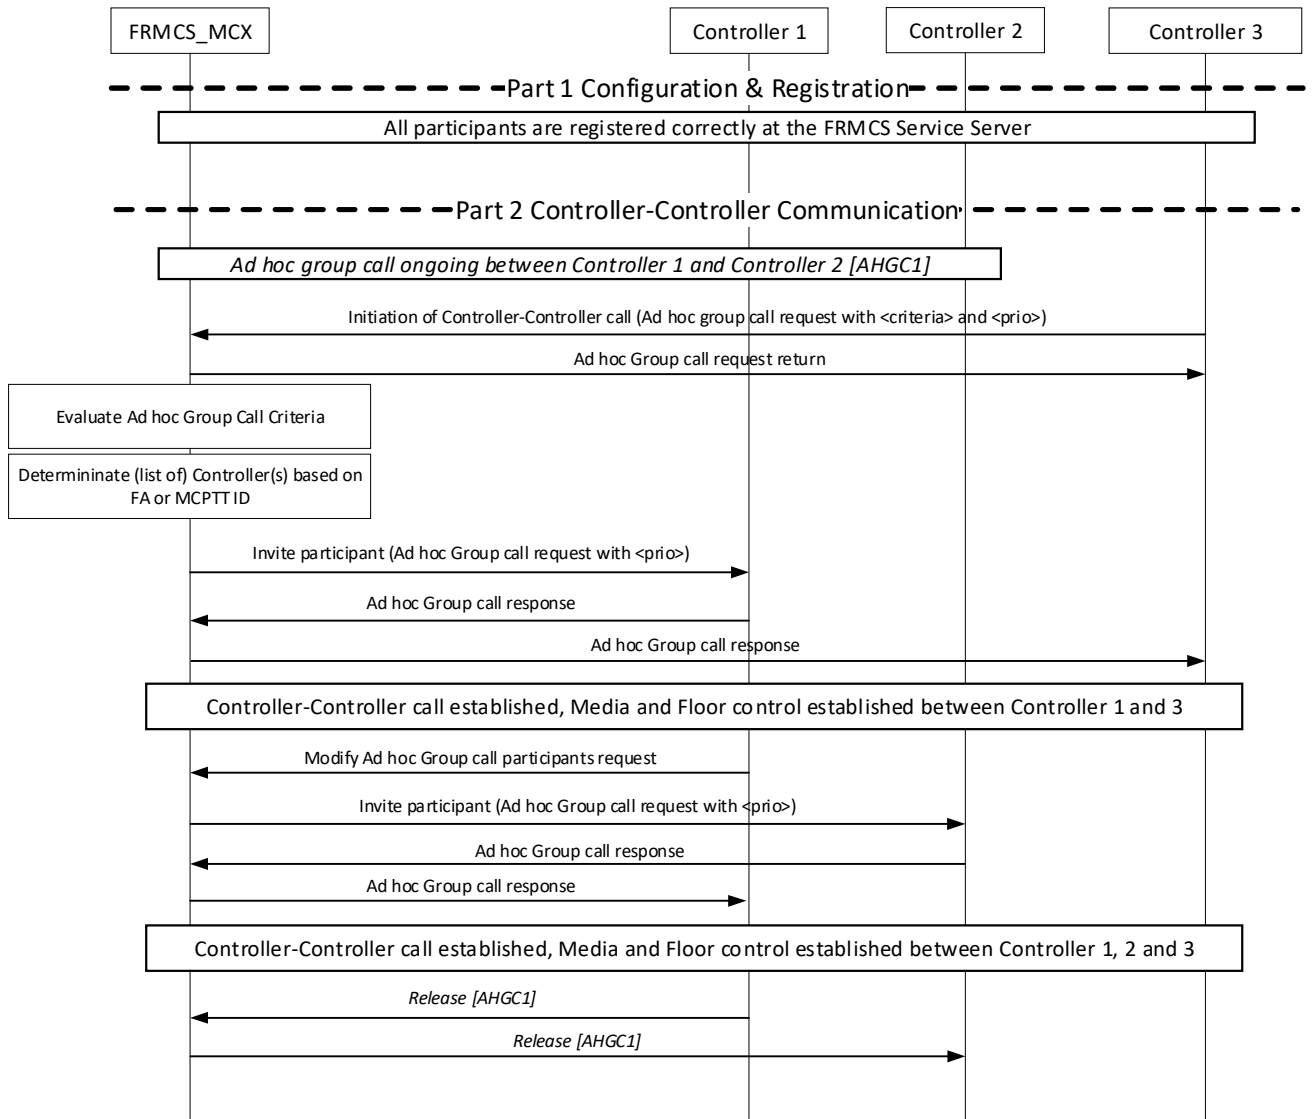 FRMCS_MCX
Controller 1
Controller 2
Controller 3
Part 1 Configuration & Registration
All participants are registered correctly at the FRMCS Service Server
Part 2 Controller-Controller Communication
Ad hoc group call ongoing between Controller 1 and Controller 2 [AHGC1]
Initiation of Controller-Controller call (Ad hoc group call request with <criteria> and <prio>)
Ad hoc Group call request return
Evaluate Ad hoc Group Call Criteria
Determininate (list of) Controller(s) based on
FA or MCPTT ID
Invite participant (Ad hoc Group call request with <prio>)
Ad hoc Group call response
Ad hoc Group call response
Controller-Controller call established, Media and Floor control established between Controller 1 and 3
Modify Ad hoc Group call participants request
Invite participant (Ad hoc Group call request with <prio>)
Ad hoc Group call response
Ad hoc Group call response
Controller-Controller call established, Media and Floor control established between Controller 1, 2 and 3
Release [AHGC1]
Release [AHGC1]